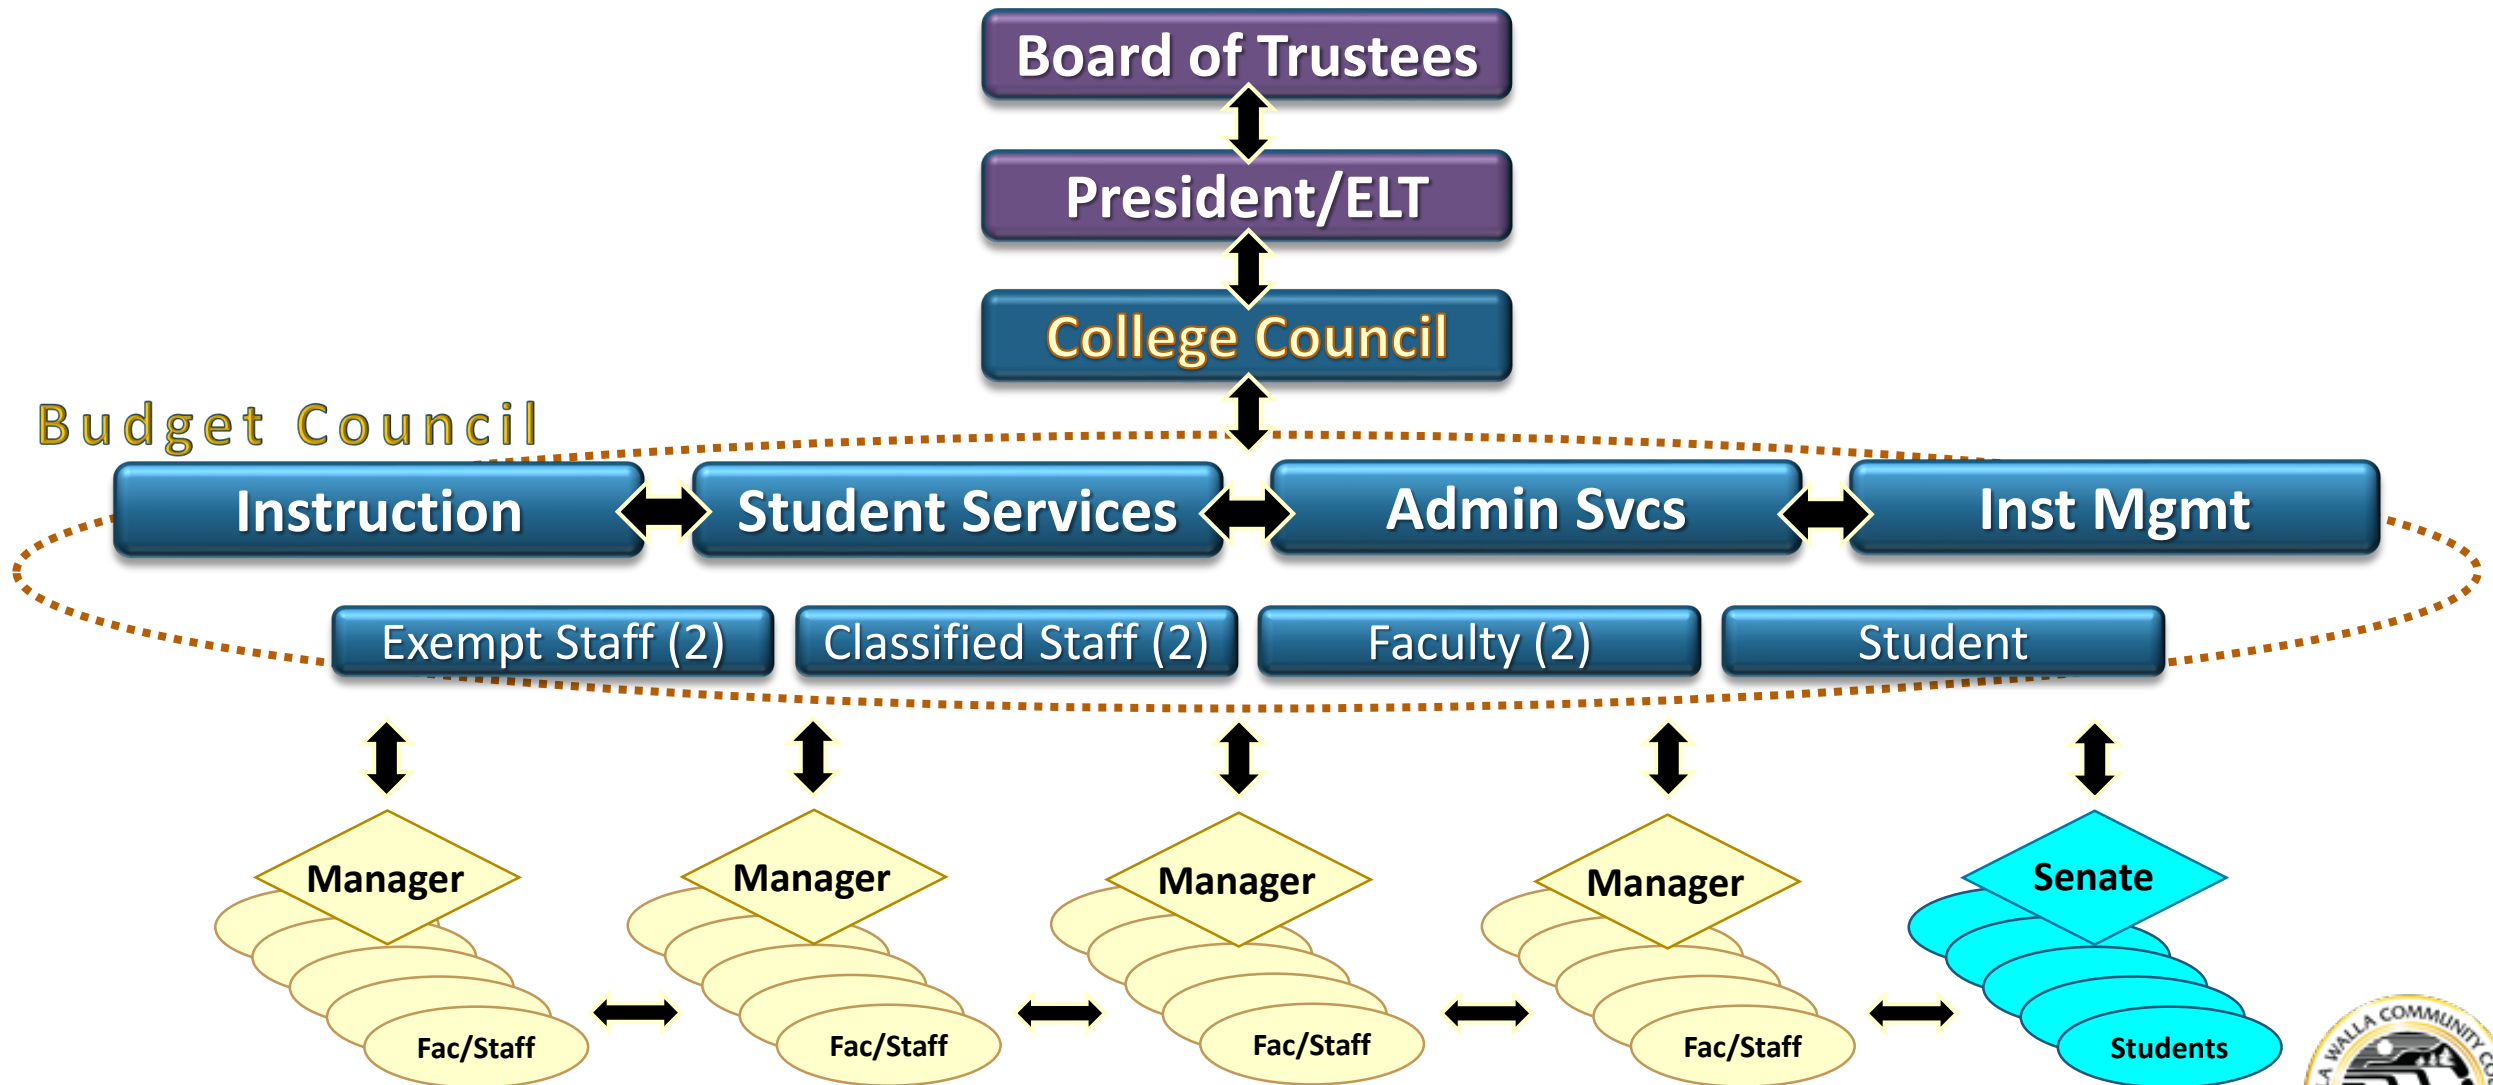 Board of Trustees
President/ELT
College Council
Budget Council
Instruction
Student Services
Admin Svcs
Inst Mgmt
Exempt Staff (2)
Classified Staff (2)
Faculty (2)
Student
Manager
Manager
Manager
Manager
Senate
Fac/Staff
Fac/Staff
Fac/Staff
Fac/Staff
Students
WALLA COMMUNITY